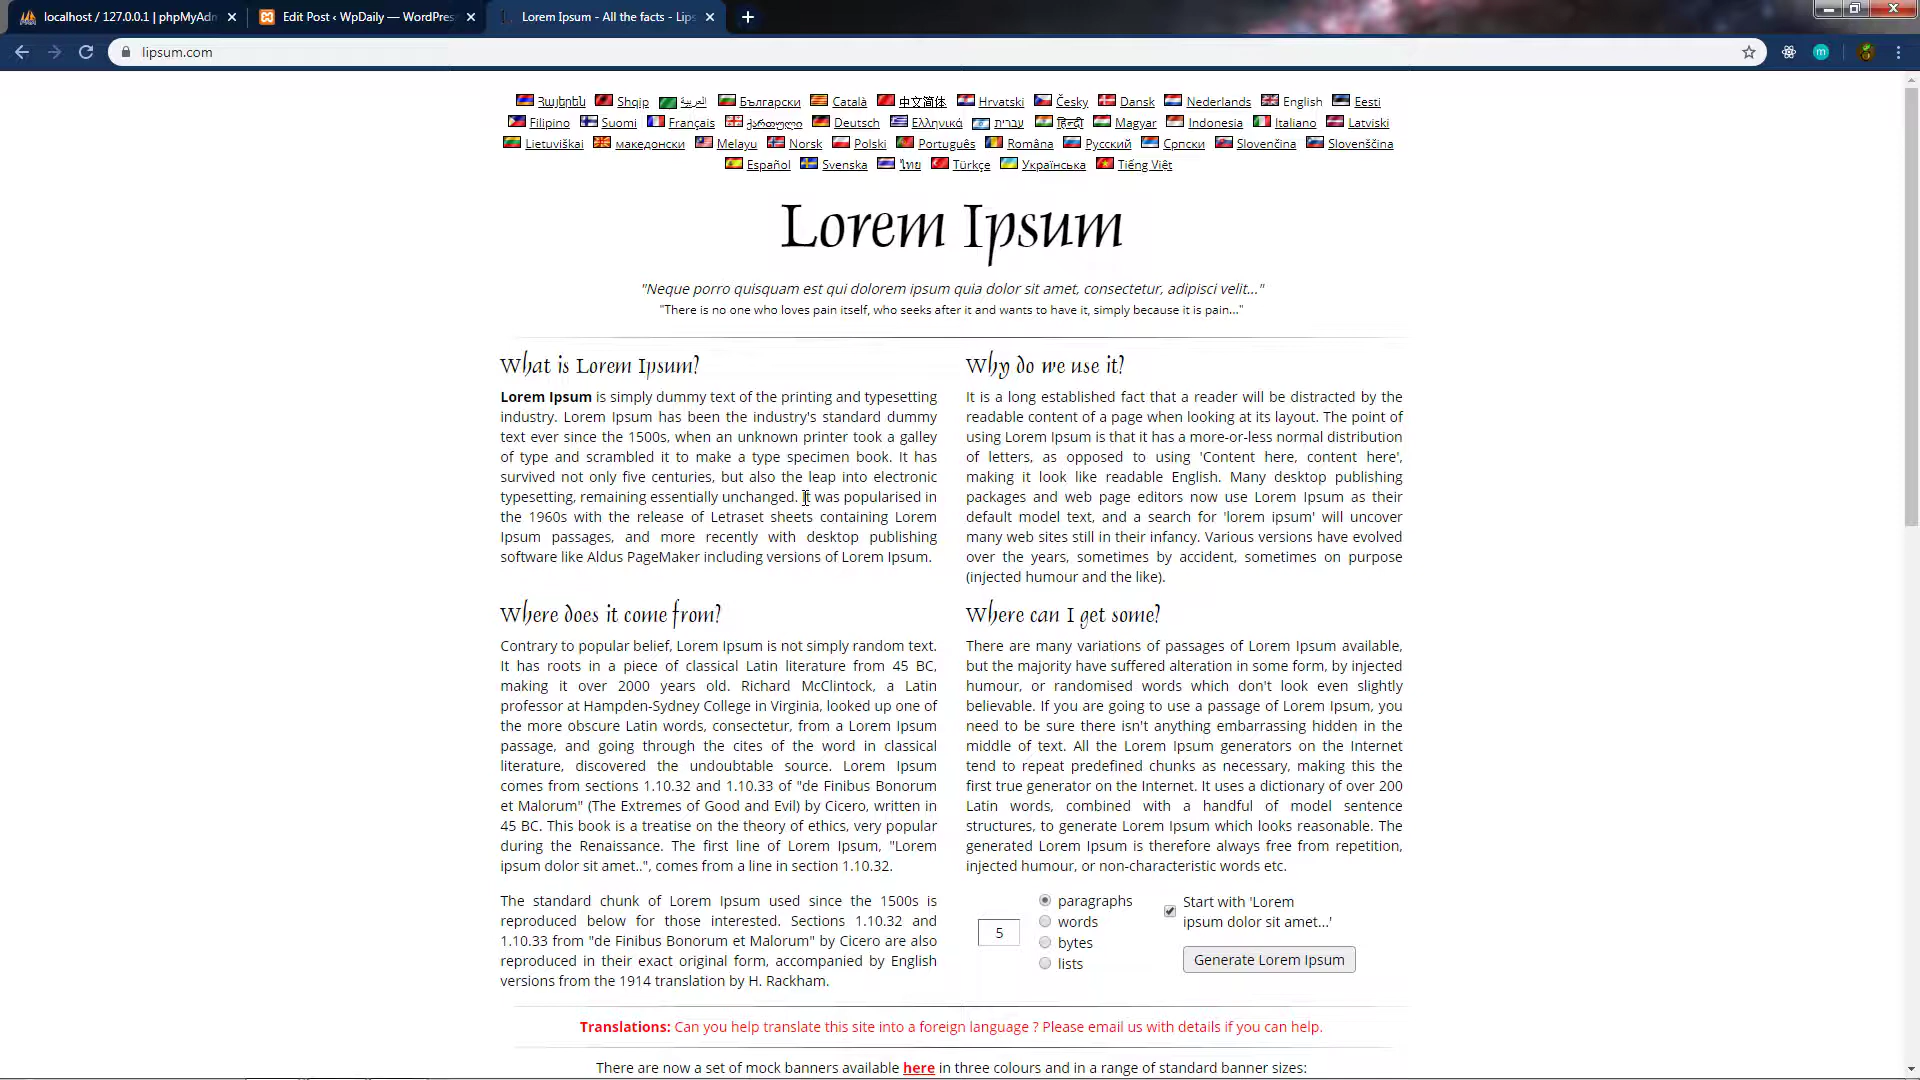 localhost / 127.0.0.1 | phpMyAdm
Edit Post ‹ WpDaily — WordPress
Lorem Ipsum - All the facts - Lips
lipsum.com
Հայերեն Shqip العربية Български Català 中文简体 Hrvatski Česky Dansk Nederlands English Eesti
Filipino Suomi Français ქართული Deutsch Ελληνικά עברית हिन्दी Magyar Indonesia Italiano Latviski
Lietuviškai македонски Melayu Norsk Polski Português Româna Русский Српски Slovenčina Slovenščina
Español Svenska ไทย Türkçe Українська Tiếng Việt
Lorem Ipsum
"Neque porro quisquam est qui dolorem ipsum quia dolor sit amet, consectetur, adipisci velit..."
"There is no one who loves pain itself, who seeks after it and wants to have it, simply because it is pain..."
What is Lorem Ipsum?
Lorem Ipsum is simply dummy text of the printing and typesetting
industry. Lorem Ipsum has been the industry's standard dummy
text ever since the 1500s, when an unknown printer took a galley
of type and scrambled it to make a type specimen book. It has
survived not only five centuries, but also the leap into electronic
typesetting, remaining essentially unchanged. It was popularised in
the 1960s with the release of Letraset sheets containing Lorem
Ipsum passages, and more recently with desktop publishing
software like Aldus PageMaker including versions of Lorem Ipsum.
Why do we use it?
It is a long established fact that a reader will be distracted by the
readable content of a page when looking at its layout. The point of
using Lorem Ipsum is that it has a more-or-less normal distribution
of letters, as opposed to using 'Content here, content here',
making it look like readable English. Many desktop publishing
packages and web page editors now use Lorem Ipsum as their
default model text, and a search for 'lorem ipsum' will uncover
many web sites still in their infancy. Various versions have evolved
over the years, sometimes by accident, sometimes on purpose
(injected humour and the like).
Where does it come from?
Contrary to popular belief, Lorem Ipsum is not simply random text.
It has roots in a piece of classical Latin literature from 45 BC,
making it over 2000 years old. Richard McClintock, a Latin
professor at Hampden-Sydney College in Virginia, looked up one of
the more obscure Latin words, consectetur, from a Lorem Ipsum
passage, and going through the cites of the word in classical
literature, discovered the undoubtable source. Lorem Ipsum
comes from sections 1.10.32 and 1.10.33 of "de Finibus Bonorum
et Malorum" (The Extremes of Good and Evil) by Cicero, written in
45 BC. This book is a treatise on the theory of ethics, very popular
during the Renaissance. The first line of Lorem Ipsum, "Lorem
ipsum dolor sit amet..", comes from a line in section 1.10.32.
The standard chunk of Lorem Ipsum used since the 1500s is
reproduced below for those interested. Sections 1.10.32 and
1.10.33 from "de Finibus Bonorum et Malorum" by Cicero are also
reproduced in their exact original form, accompanied by English
versions from the 1914 translation by H. Rackham.
Where can I get some?
There are many variations of passages of Lorem Ipsum available,
but the majority have suffered alteration in some form, by injected
humour, or randomised words which don't look even slightly
believable. If you are going to use a passage of Lorem Ipsum, you
need to be sure there isn't anything embarrassing hidden in the
middle of text. All the Lorem Ipsum generators on the Internet
tend to repeat predefined chunks as necessary, making this the
first true generator on the Internet. It uses a dictionary of over 200
Latin words, combined with a handful of model sentence
structures, to generate Lorem Ipsum which looks reasonable. The
generated Lorem Ipsum is therefore always free from repetition,
injected humour, or non-characteristic words etc.
5
paragraphs
words
bytes
lists
Start with 'Lorem
ipsum dolor sit amet...'
Generate Lorem Ipsum
Translations: Can you help translate this site into a foreign language ? Please email us with details if you can help.
There are now a set of mock banners available here in three colours and in a range of standard banner sizes: